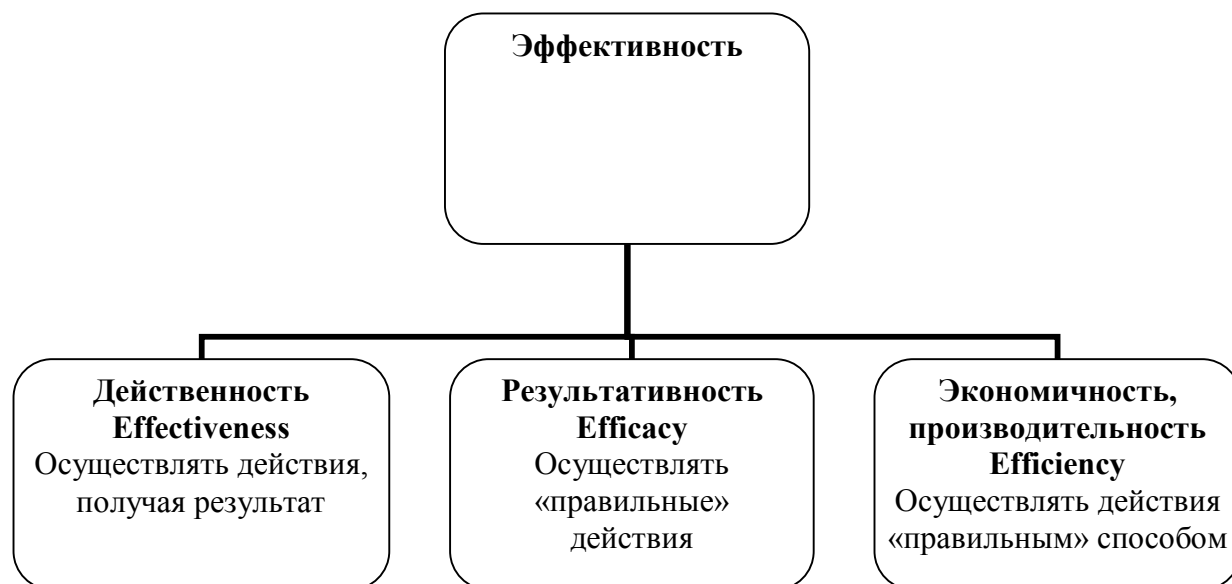 Эффективность
Действенность
Effectiveness
Осуществлять действия,
получая результат
Результативность
Efficacy
Осуществлять
«правильные»
действия
Экономичность,
производительность
Efficiency
Осуществлять действия
«правильным» способом